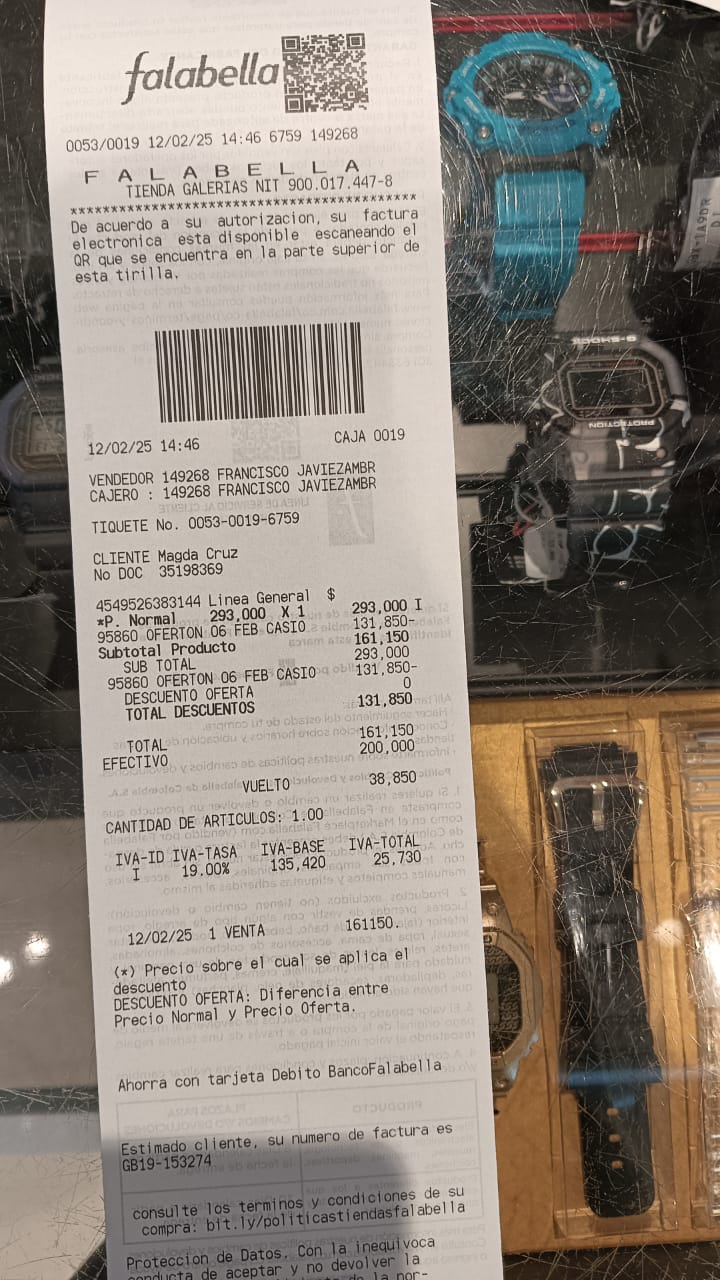 falabella
0053/0019 12/02/25 14:46 6759 149268
F A L A B E L L A
TIENDA GALERIAS NIT 900.017.447-8
******************************************
De acuerdo a su autorizacion, su factura
electronica esta disponible escaneando el
QR que se encuentra en la parte superior de
esta tirilla.
12/02/25 14:46 CAJA 0019
VENDEDOR 149268 FRANCISCO JAVIEZAMBR
CAJERO : 149268 FRANCISCO JAVIEZAMBR
TIQUETE No. 0053-0019-6759
CLIENTE Magda Cruz
No DOC 35198369
4549526383144 Linea General $
*P. Normal 293,000 X 1 293,000 I
95860 OFERTON 06 FEB CASIO 131,850-
Subtotal Producto 161,150
SUB TOTAL 293,000
95860 OFERTON 06 FEB CASIO 131,850-
DESCUENTO OFERTA 0
TOTAL DESCUENTOS 131,850
TOTAL 161,150
EFECTIVO 200,000
VUELTO 38,850
CANTIDAD DE ARTICULOS: 1.00
IVA-ID IVA-TASA IVA-BASE IVA-TOTAL
I 19.00% 135,420 25,730
12/02/25 1 VENTA 161150.
(*) Precio sobre el cual se aplica el
descuento
DESCUENTO OFERTA: Diferencia entre
Precio Normal y Precio Oferta.
Ahorra con tarjeta Debito BancoFalabella
Estimado cliente, su numero de factura es
GB19-153274
consulte los terminos y condiciones de su
compra: bit.ly/politicastiendasfalabella
Proteccion de Datos. Con la inequivoca
conducta de aceptar y no devolver la
G-SHOCK
PROTECTION